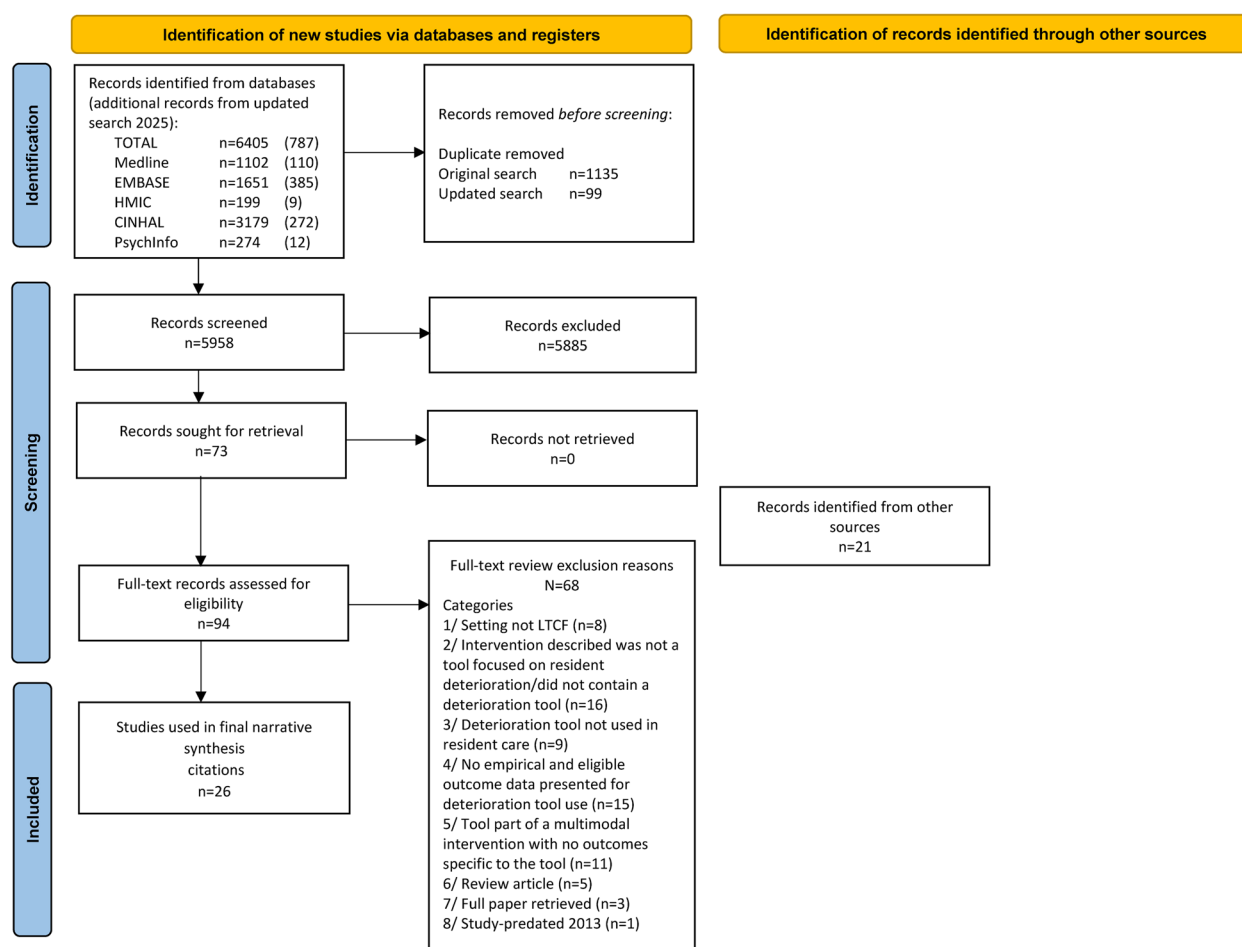 Identification of new studies via databases and registers
Identification of records identified through other sources
Identification
Records identified from databases
(additional records from updated
search 2025):
TOTAL n=6405 (787)
Medline n=1102 (110)
EMBASE n=1651 (385)
HMIC n=199 (9)
CINHAL n=3179 (272)
PsychInfo n=274 (12)
Records removed before screening:
Duplicate removed
Original search n=1135
Updated search n=99
Screening
Records screened
n=5958
Records excluded
n=5885
Records sought for retrieval
n=73
Records not retrieved
n=0
Records identified from other
sources
n=21
Full-text records assessed for
eligibility
n=94
Full-text review exclusion reasons
N=68
Categories
1/ Setting not LTCF (n=8)
2/ Intervention described was not a
tool focused on resident
deterioration/did not contain a
deterioration tool (n=16)
3/ Deterioration tool not used in
resident care (n=9)
4/ No empirical and eligible
outcome data presented for
deterioration tool use (n=15)
5/ Tool part of a multimodal
intervention with no outcomes
specific to the tool (n=11)
6/ Review article (n=5)
7/ Full paper retrieved (n=3)
8/ Study-predated 2013 (n=1)
Included
Studies used in final narrative
synthesis
citations
n=26